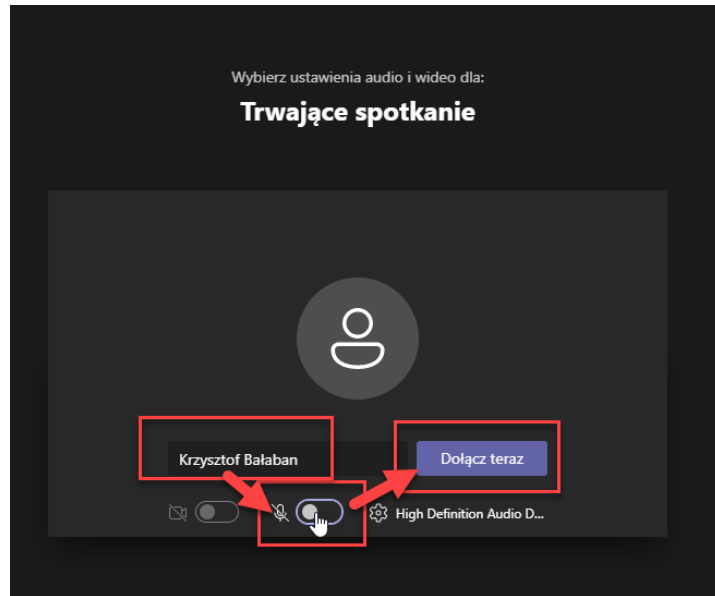 Wybierz ustawienia audio i wideo dla:
Trwające spotkanie
Krzysztof Bałaban
Dołącz teraz
High Definition Audio D...